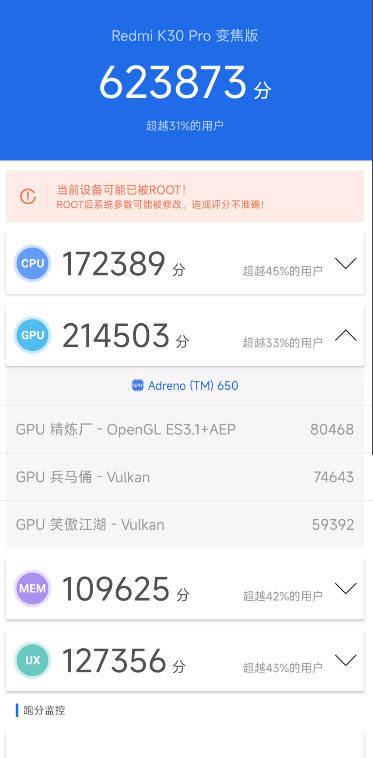 Redmi K30 Pro 变焦版
623873 分
超越31%的用户
当前设备可能已被ROOT！
ROOT后系统参数可能被修改，造成评分不准确！
CPU 172389 分 超越45%的用户
GPU 214503 分 超越33%的用户
Adreno (TM) 650
GPU 精炼厂 - OpenGL ES3.1+AEP 80468
GPU 兵马俑 - Vulkan 74643
GPU 笑傲江湖 - Vulkan 59392
MEM 109625 分 超越42%的用户
UX 127356 分 超越43%的用户
跑分监控